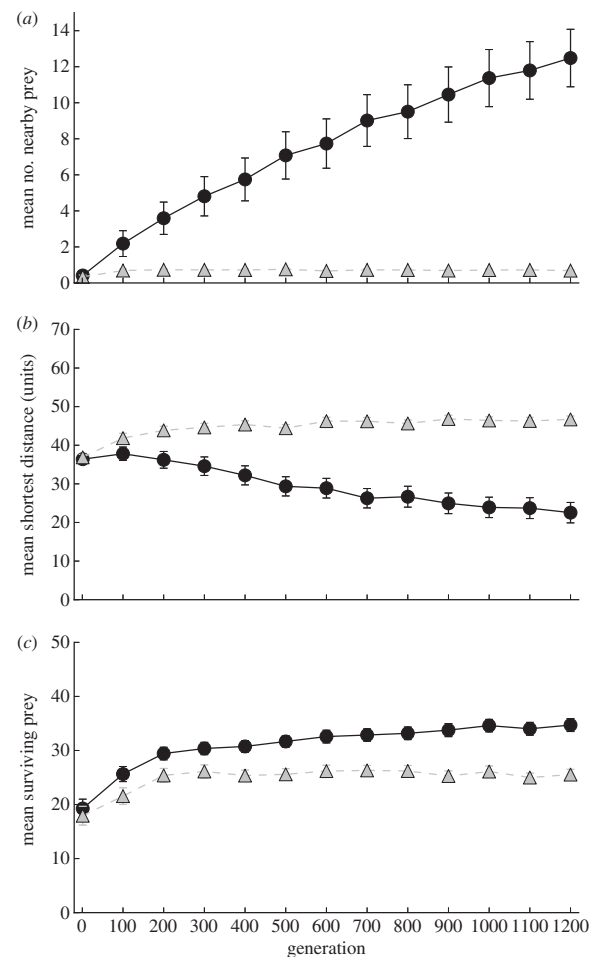 (a)
14
12
10
8
6
4
2
0
mean no. nearby prey
(b)
70
60
50
40
30
20
10
0
mean shortest distance (units)
(c)
50
40
30
20
10
0
mean surviving prey
0 100 200 300 400 500 600 700 800 900 1000 1100 1200
generation